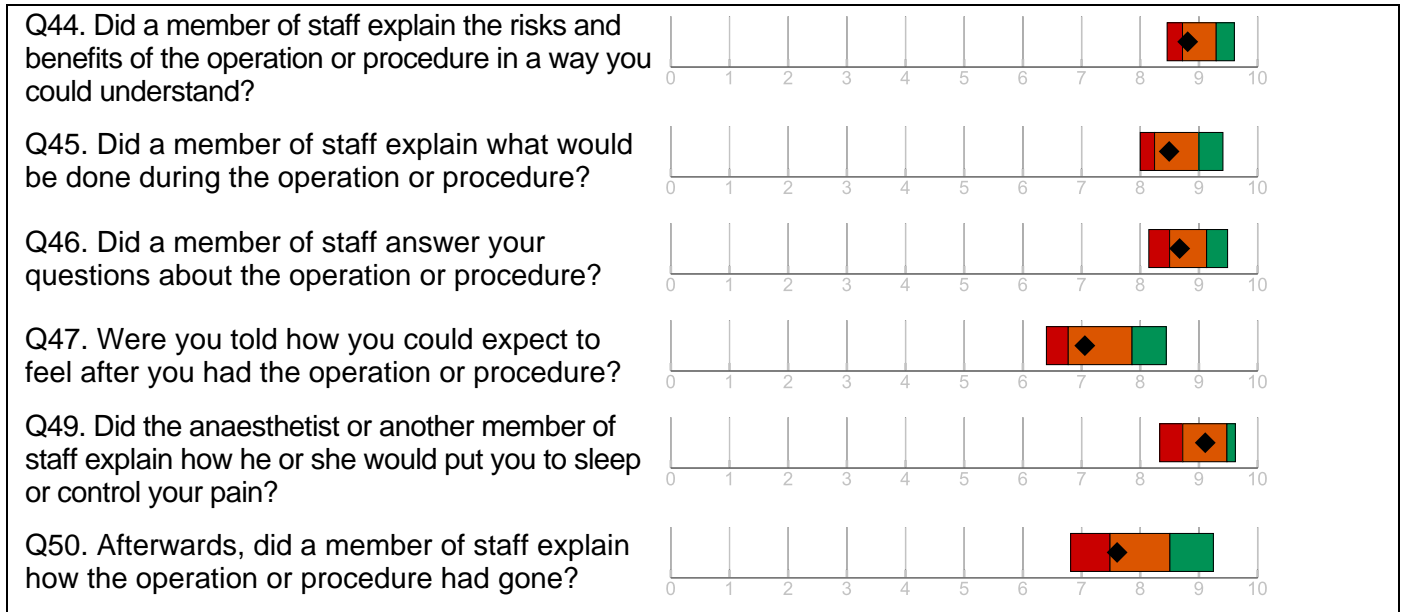 Q44. Did a member of staff explain the risks and
benefits of the operation or procedure in a way you
could understand?
0 1 2 3 4 5 6 7 8 9 10
Q45. Did a member of staff explain what would
be done during the operation or procedure?
0 1 2 3 4 5 6 7 8 9 10
Q46. Did a member of staff answer your
questions about the operation or procedure?
0 1 2 3 4 5 6 7 8 9 10
Q47. Were you told how you could expect to
feel after you had the operation or procedure?
0 1 2 3 4 5 6 7 8 9 10
Q49. Did the anaesthetist or another member of
staff explain how he or she would put you to sleep
or control your pain?
0 1 2 3 4 5 6 7 8 9 10
Q50. Afterwards, did a member of staff explain
how the operation or procedure had gone?
0 1 2 3 4 5 6 7 8 9 10